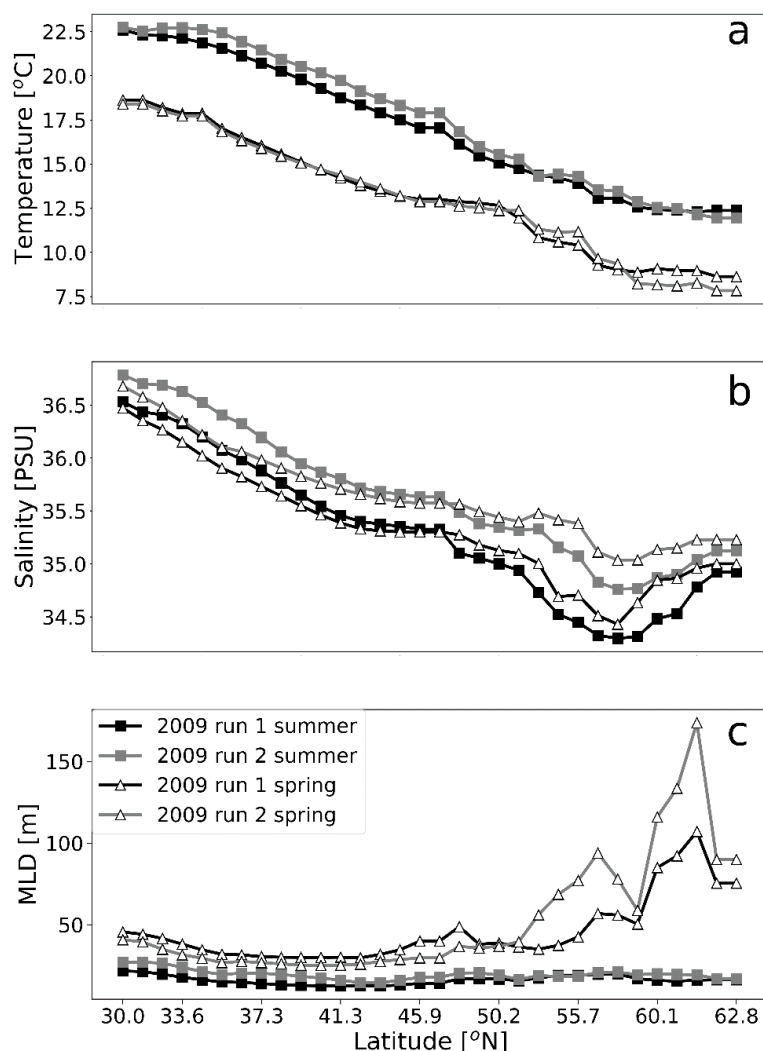 a
22.5
20.0
17.5
15.0
12.5
10.0
7.5
Temperature [°C]
b
36.5
36.0
35.5
35.0
34.5
Salinity [PSU]
c
2009 run 1 summer
2009 run 2 summer
2009 run 1 spring
2009 run 2 spring
150
100
50
MLD [m]
30.0 33.6 37.3 41.3 45.9 50.2 55.7 60.1 62.8
Latitude [°N]